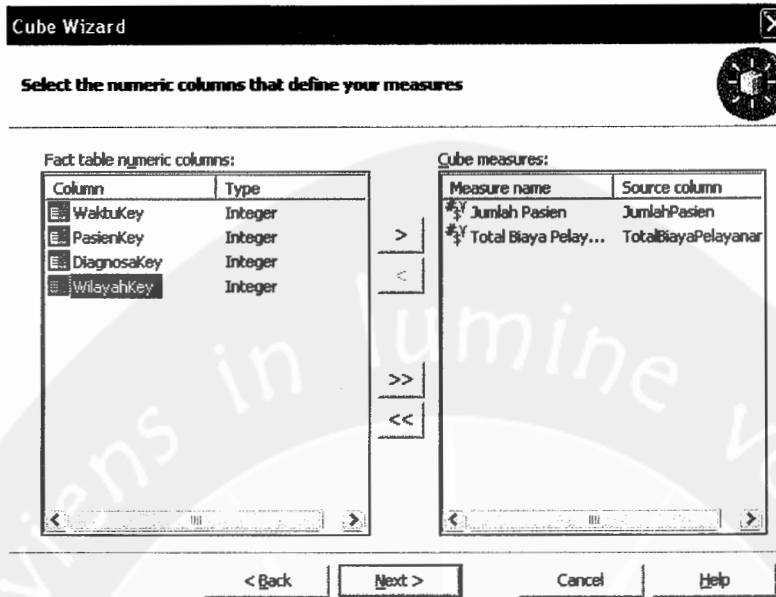 Cube Wizard
Select the numeric columns that define your measures
Fact table numeric columns:
Column Type
WaktuKey Integer
PasienKey Integer
DiagnosaKey Integer
WilayahKey Integer
>
<
>>
<<
Cube measures:
Measure name Source column
Jumlah Pasien JumlahPasien
Total Biaya Pelay... TotalBiayaPelayanar
in lumine
< Back Next > Cancel Help